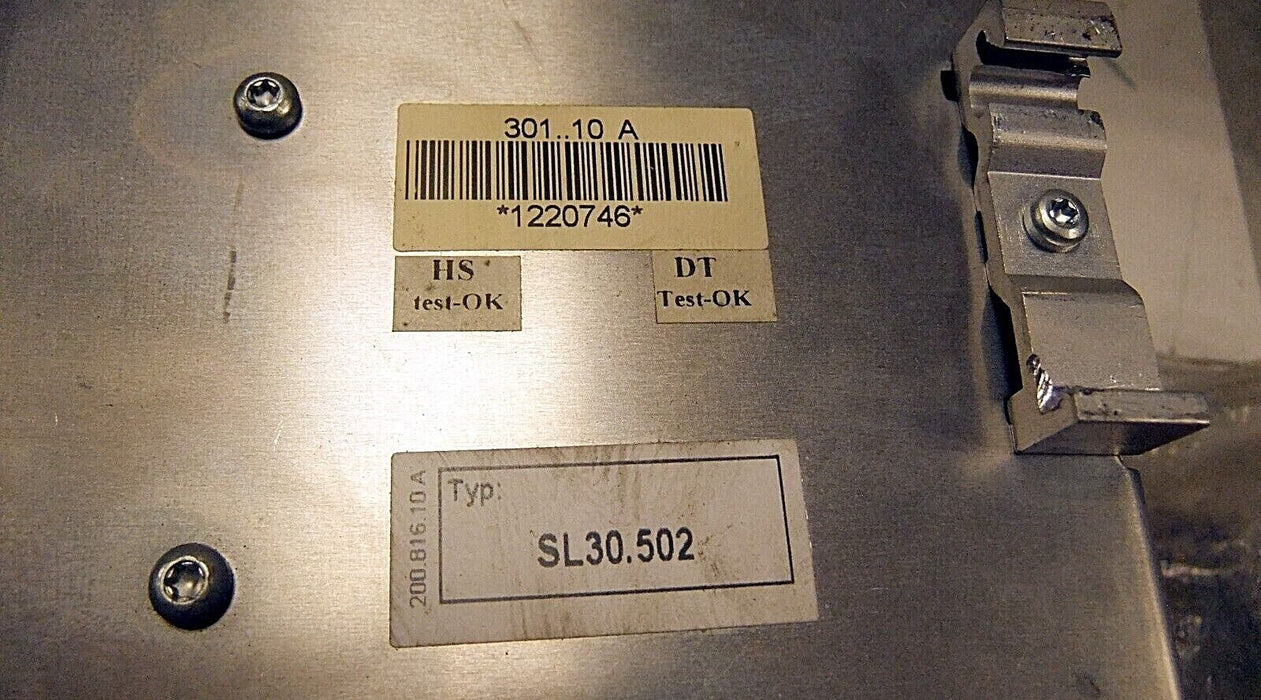 301..10 A
*1220746*
HS
test-OK
DT
Test-OK
200.816.10 A
Typ:
SL30.502